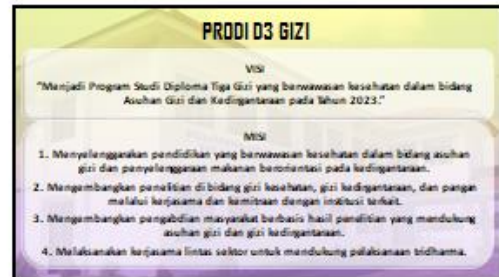 PRODI D3 GIZI
VISI
"Menjadi Program Studi Diploma Tiga Gizi yang berwawasan kesehatan dalam bidang
Asuhan Gizi dan Kedirgantaraan pada Tahun 2023."
MISI
1. Menyelenggarakan pendidikan yang berwawasan kesehatan dalam bidang asuhan
gizi dan penyelenggaraan makanan berorientasi pada kedirgantaraan.
2. Mengembangkan penelitian di bidang gizi kesehatan, gizi kedirgantaraan, dan pangan
melalui kerjasama dan kemitraan dengan institusi terkait.
3. Mengembangkan pengabdian masyarakat berbasis hasil penelitian yang mendukung
asuhan gizi dan gizi kedirgantaraan.
4. Melaksanakan kerjasama lintas sektor untuk mendukung pelaksanaan tridharma.